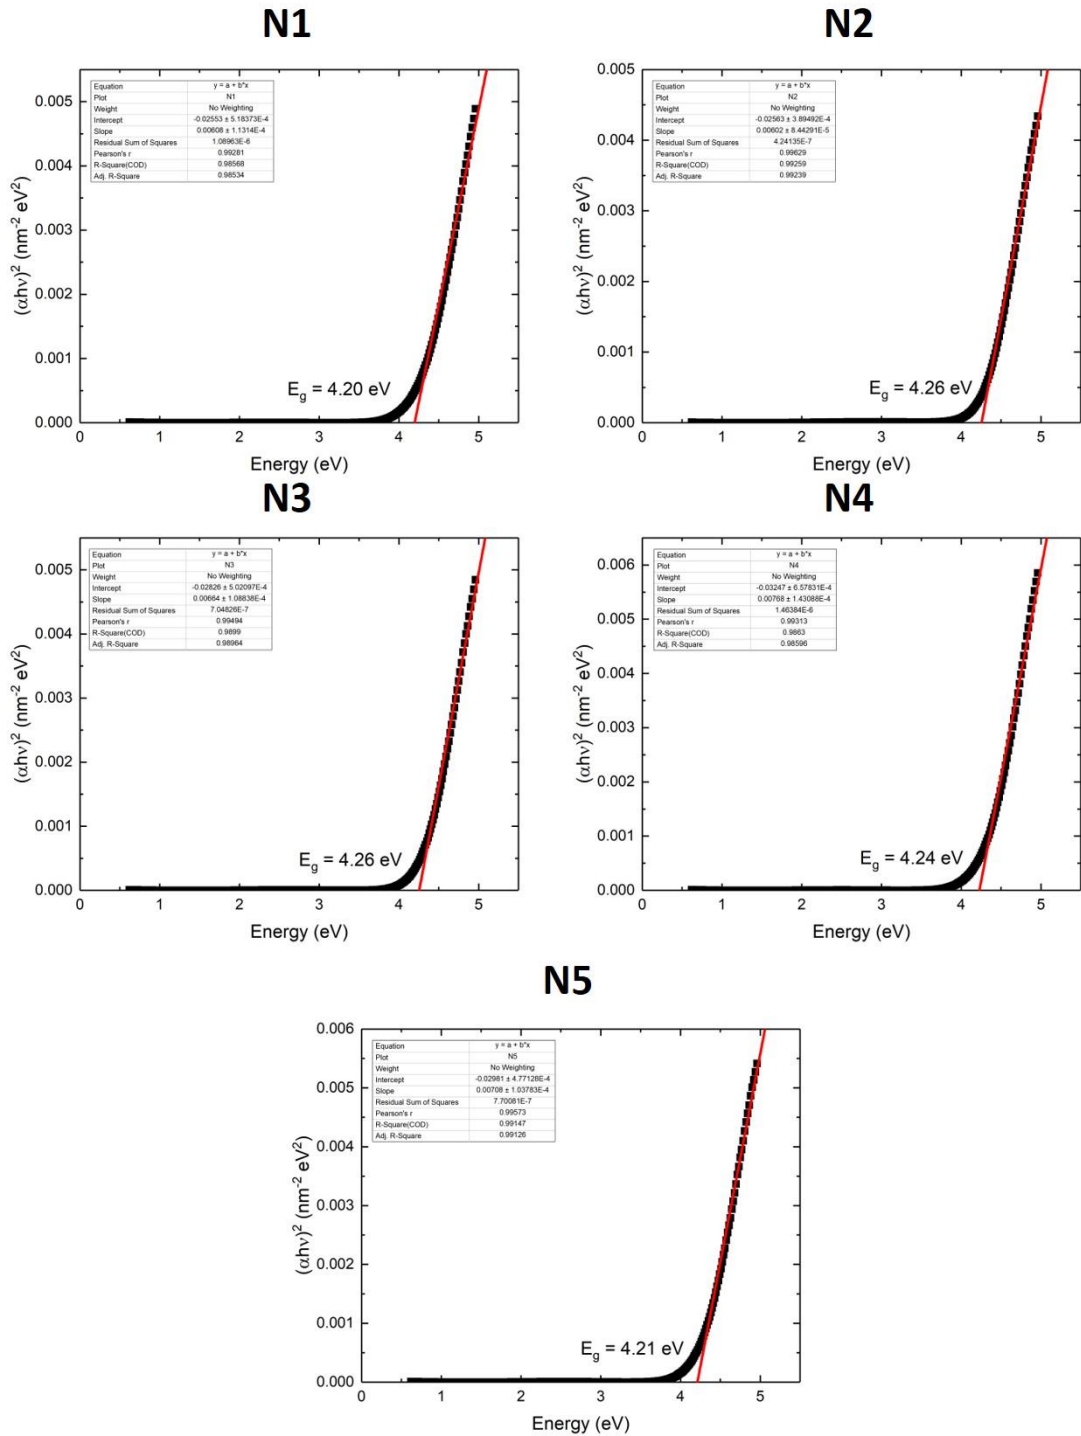 N1
Equation y = a + b*x
Plot N1
Weight No Weighting
Intercept -0.02553 ± 5.18373E-4
Slope 0.00608 ± 1.1314E-4
Residual Sum of Squares 1.08963E-6
Pearson's r 0.99281
R-Square(COD) 0.98568
Adj. R-Square 0.98534
0.005
0.004
0.003
0.002
0.001
0.000
(αhν)² (nm⁻² eV²)
E_g = 4.20 eV
0 1 2 3 4 5
Energy (eV)
N2
Equation y = a + b*x
Plot N2
Weight No Weighting
Intercept -0.02563 ± 3.89492E-4
Slope 0.00602 ± 8.44291E-5
Residual Sum of Squares 4.24135E-7
Pearson's r 0.99629
R-Square(COD) 0.99259
Adj. R-Square 0.99239
0.005
0.004
0.003
0.002
0.001
0.000
(αhν)² (nm⁻² eV²)
E_g = 4.26 eV
0 1 2 3 4 5
Energy (eV)
N3
Equation y = a + b*x
Plot N3
Weight No Weighting
Intercept -0.02826 ± 5.02097E-4
Slope 0.00664 ± 1.08838E-4
Residual Sum of Squares 7.04826E-7
Pearson's r 0.99494
R-Square(COD) 0.9899
Adj. R-Square 0.98964
0.005
0.004
0.003
0.002
0.001
0.000
(αhν)² (nm⁻² eV²)
E_g = 4.26 eV
0 1 2 3 4 5
Energy (eV)
N4
Equation y = a + b*x
Plot N4
Weight No Weighting
Intercept -0.03247 ± 6.57831E-4
Slope 0.00768 ± 1.43088E-4
Residual Sum of Squares 1.46384E-6
Pearson's r 0.99313
R-Square(COD) 0.9863
Adj. R-Square 0.98596
0.006
0.005
0.004
0.003
0.002
0.001
0.000
(αhν)² (nm⁻² eV²)
E_g = 4.24 eV
0 1 2 3 4 5
Energy (eV)
N5
Equation y = a + b*x
Plot N5
Weight No Weighting
Intercept -0.02981 ± 4.77128E-4
Slope 0.00708 ± 1.03783E-4
Residual Sum of Squares 7.70081E-7
Pearson's r 0.99573
R-Square(COD) 0.99147
Adj. R-Square 0.99126
0.006
0.005
0.004
0.003
0.002
0.001
0.000
(αhν)² (nm⁻² eV²)
E_g = 4.21 eV
0 1 2 3 4 5
Energy (eV)